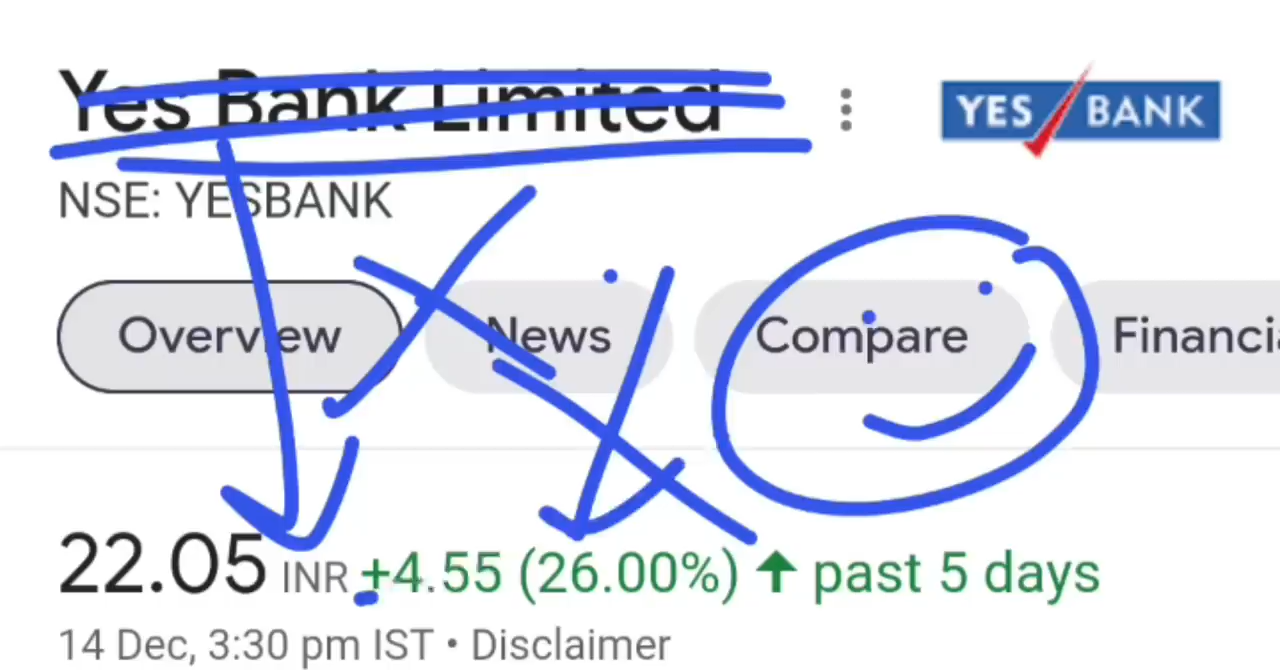 Yes Bank Limited
YES BANK
NSE: YESBANK
Overview News Compare Financi
22.05 INR +4.55 (26.00%) ↑ past 5 days
14 Dec, 3:30 pm IST • Disclaimer